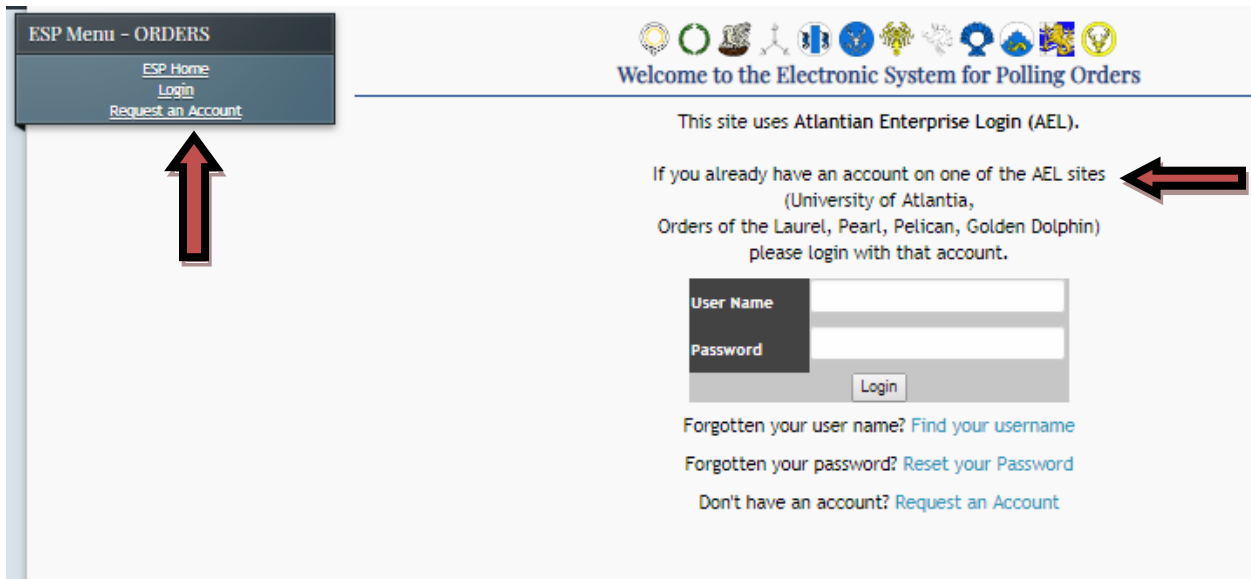 ESP Menu - ORDERS
ESP Home
Login
Request an Account
Welcome to the Electronic System for Polling Orders
This site uses Atlantian Enterprise Login (AEL).
If you already have an account on one of the AEL sites
(University of Atlantia,
Orders of the Laurel, Pearl, Pelican, Golden Dolphin)
please login with that account.
User Name
Password
Login
Forgotten your user name? Find your username
Forgotten your password? Reset your Password
Don't have an account? Request an Account